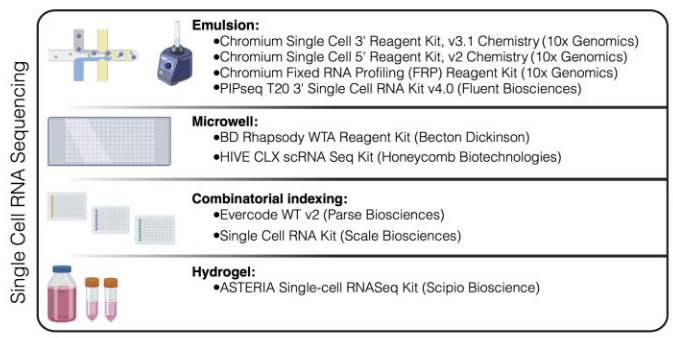 Single Cell RNA Sequencing
Emulsion:
•Chromium Single Cell 3’ Reagent Kit, v3.1 Chemistry (10x Genomics)
•Chromium Single Cell 5’ Reagent Kit, v2 Chemistry (10x Genomics)
•Chromium Fixed RNA Profiling (FRP) Reagent Kit (10x Genomics)
•PIPseq T20 3’ Single Cell RNA Kit v4.0 (Fluent Biosciences)
Microwell:
•BD Rhapsody WTA Reagent Kit (Becton Dickinson)
•HIVE CLX scRNA Seq Kit (Honeycomb Biotechnologies)
Combinatorial indexing:
•Evercode WT v2 (Parse Biosciences)
•Single Cell RNA Kit (Scale Biosciences)
Hydrogel:
•ASTERIA Single-cell RNASeq Kit (Scipio Bioscience)